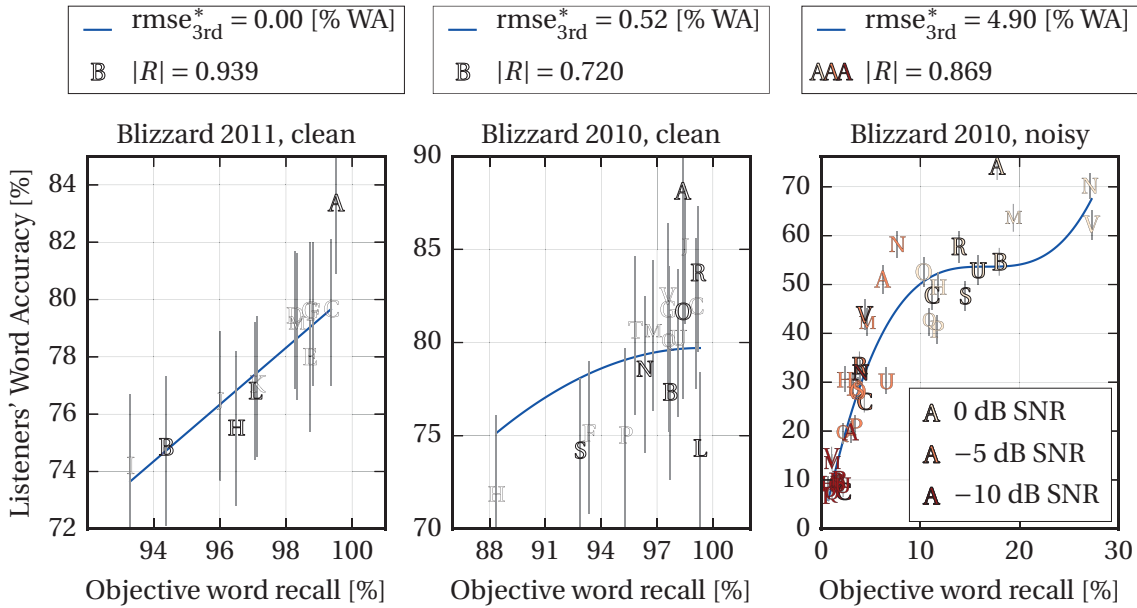 rmse*3rd = 0.00 [% WA]
B |R| = 0.939
rmse*3rd = 0.52 [% WA]
B |R| = 0.720
rmse*3rd = 4.90 [% WA]
AAA |R| = 0.869
Blizzard 2011, clean
Blizzard 2010, clean
Blizzard 2010, noisy
Listeners' Word Accuracy [%]
84
82
80
78
76
74
72
94 96 98 100
Objective word recall [%]
A
B
H
L
K
E
C
90
85
80
75
70
88 91 94 97 100
Objective word recall [%]
A
R
O
N
B
S
L
H
T
M
V
J
C
P
70
60
50
40
30
20
10
0
0 10 20 30
Objective word recall [%]
A
N
M
V
R
B
U
S
C
A 0 dB SNR
A −5 dB SNR
A −10 dB SNR